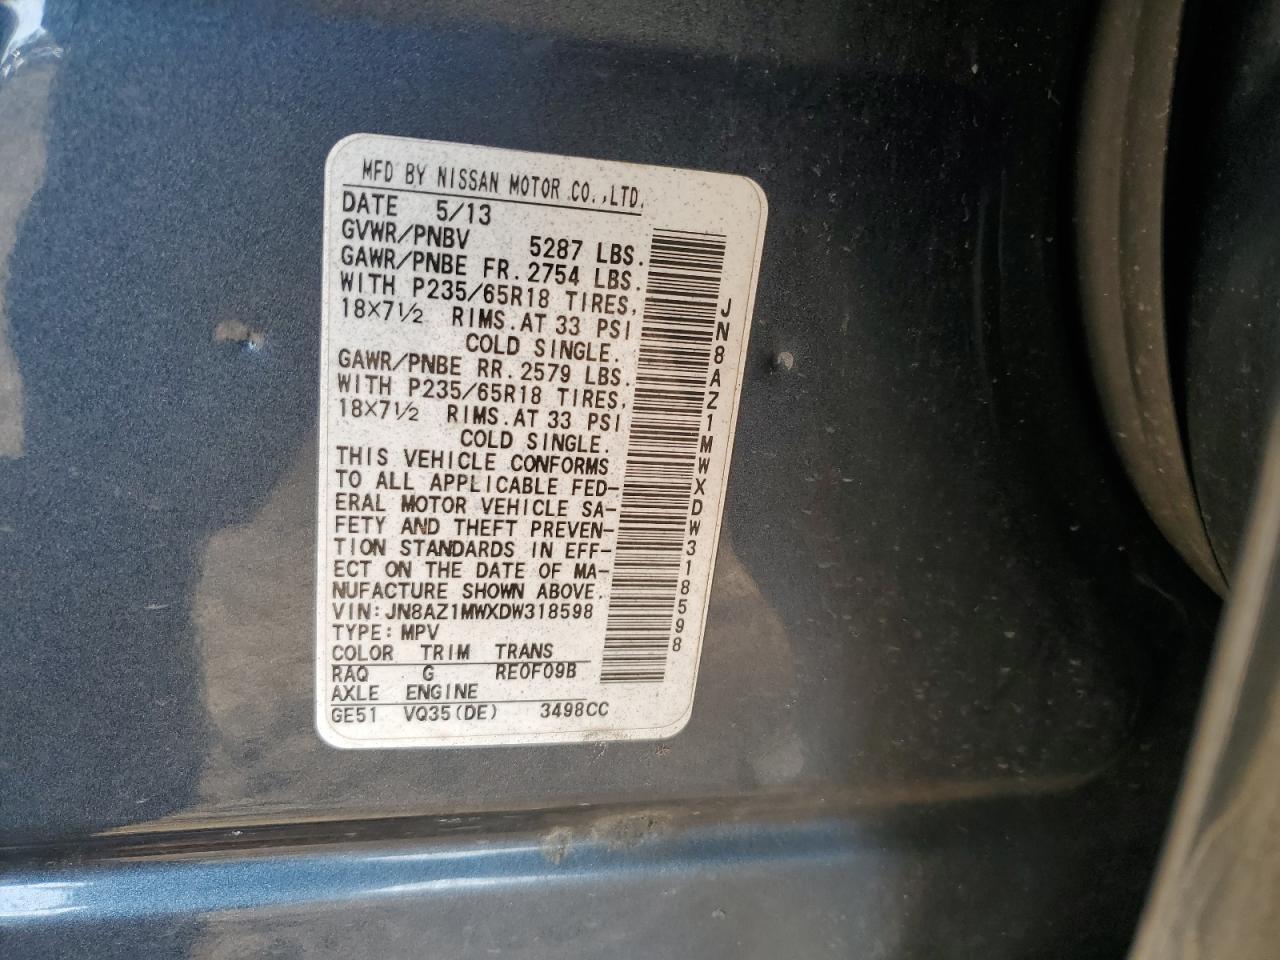 MFD BY NISSAN MOTOR CO.,LTD.
DATE 5/13
GVWR/PNBV 5287 LBS.
GAWR/PNBE FR. 2754 LBS.
WITH P235/65R18 TIRES,
18×7½ RIMS. AT 33 PSI
COLD SINGLE.
GAWR/PNBE RR. 2579 LBS.
WITH P235/65R18 TIRES,
18×7½ RIMS. AT 33 PSI
COLD SINGLE.
THIS VEHICLE CONFORMS
TO ALL APPLICABLE FED-
ERAL MOTOR VEHICLE SA-
FETY AND THEFT PREVEN-
TION STANDARDS IN EFF-
ECT ON THE DATE OF MA-
NUFACTURE SHOWN ABOVE.
VIN: JN8AZ1MWXDW318598
TYPE: MPV
COLOR TRIM TRANS
RAQ G RE0F09B
AXLE ENGINE
GE51 VQ35(DE) 3498CC
JN8AZ1MWXDW318598